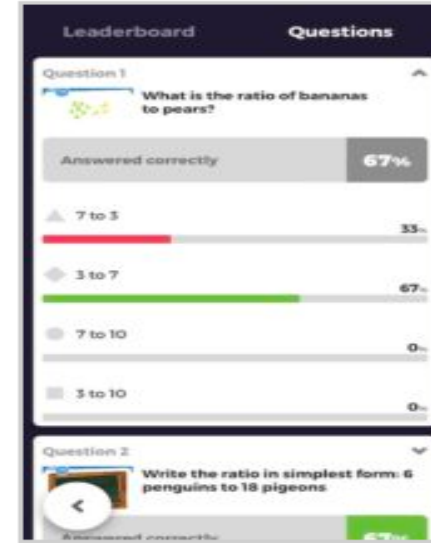 Leaderboard Questions
Question 1
What is the ratio of bananas
to pears?
Answered correctly 67%
7 to 3
33%
3 to 7
67%
7 to 10
0%
3 to 10
0%
Question 2
Write the ratio in simplest form: 6
penguins to 18 pigeons
Answered correctly 67%